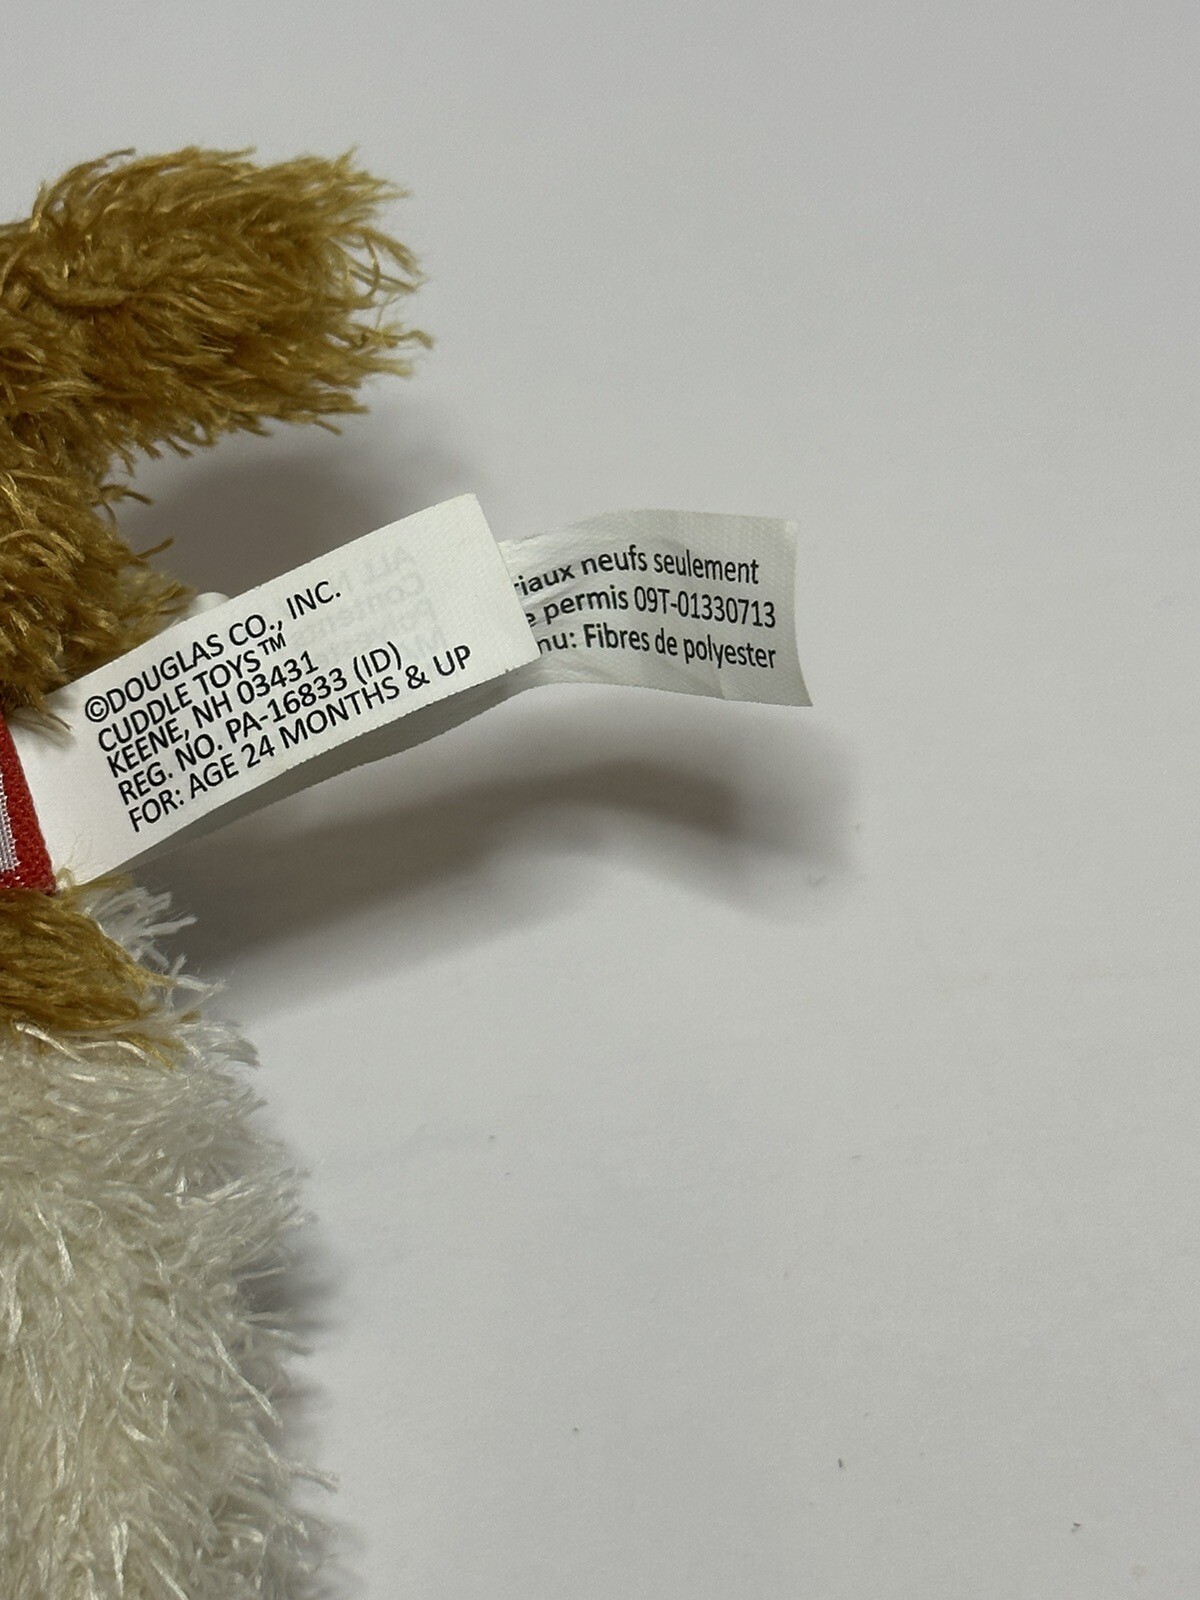 ©DOUGLAS CO., INC.
CUDDLE TOYS™
KEENE, NH 03431
REG. NO. PA-16833 (ID)
FOR: AGE 24 MONTHS & UP
riaux neufs seulement
e permis 09T-01330713
nu: Fibres de polyester